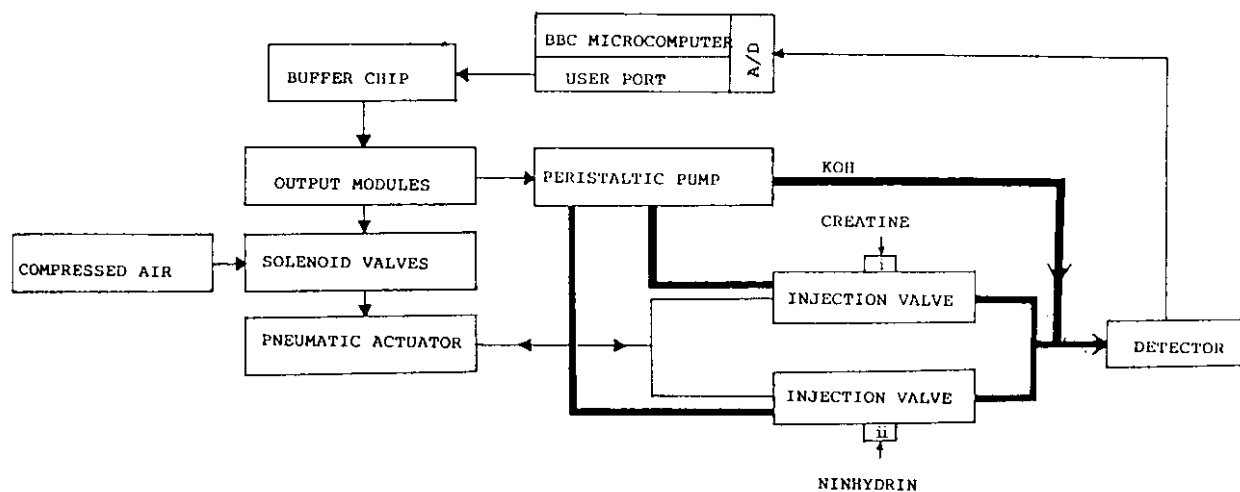 BBC MICROCOMPUTER
A/D
USER PORT
BUFFER CHIP
OUTPUT MODULES
PERISTALTIC PUMP
KOH
CREATINE
i
COMPRESSED AIR
SOLENOID VALVES
INJECTION VALVE
PNEUMATIC ACTUATOR
DETECTOR
INJECTION VALVE
ii
NINHYDRIN